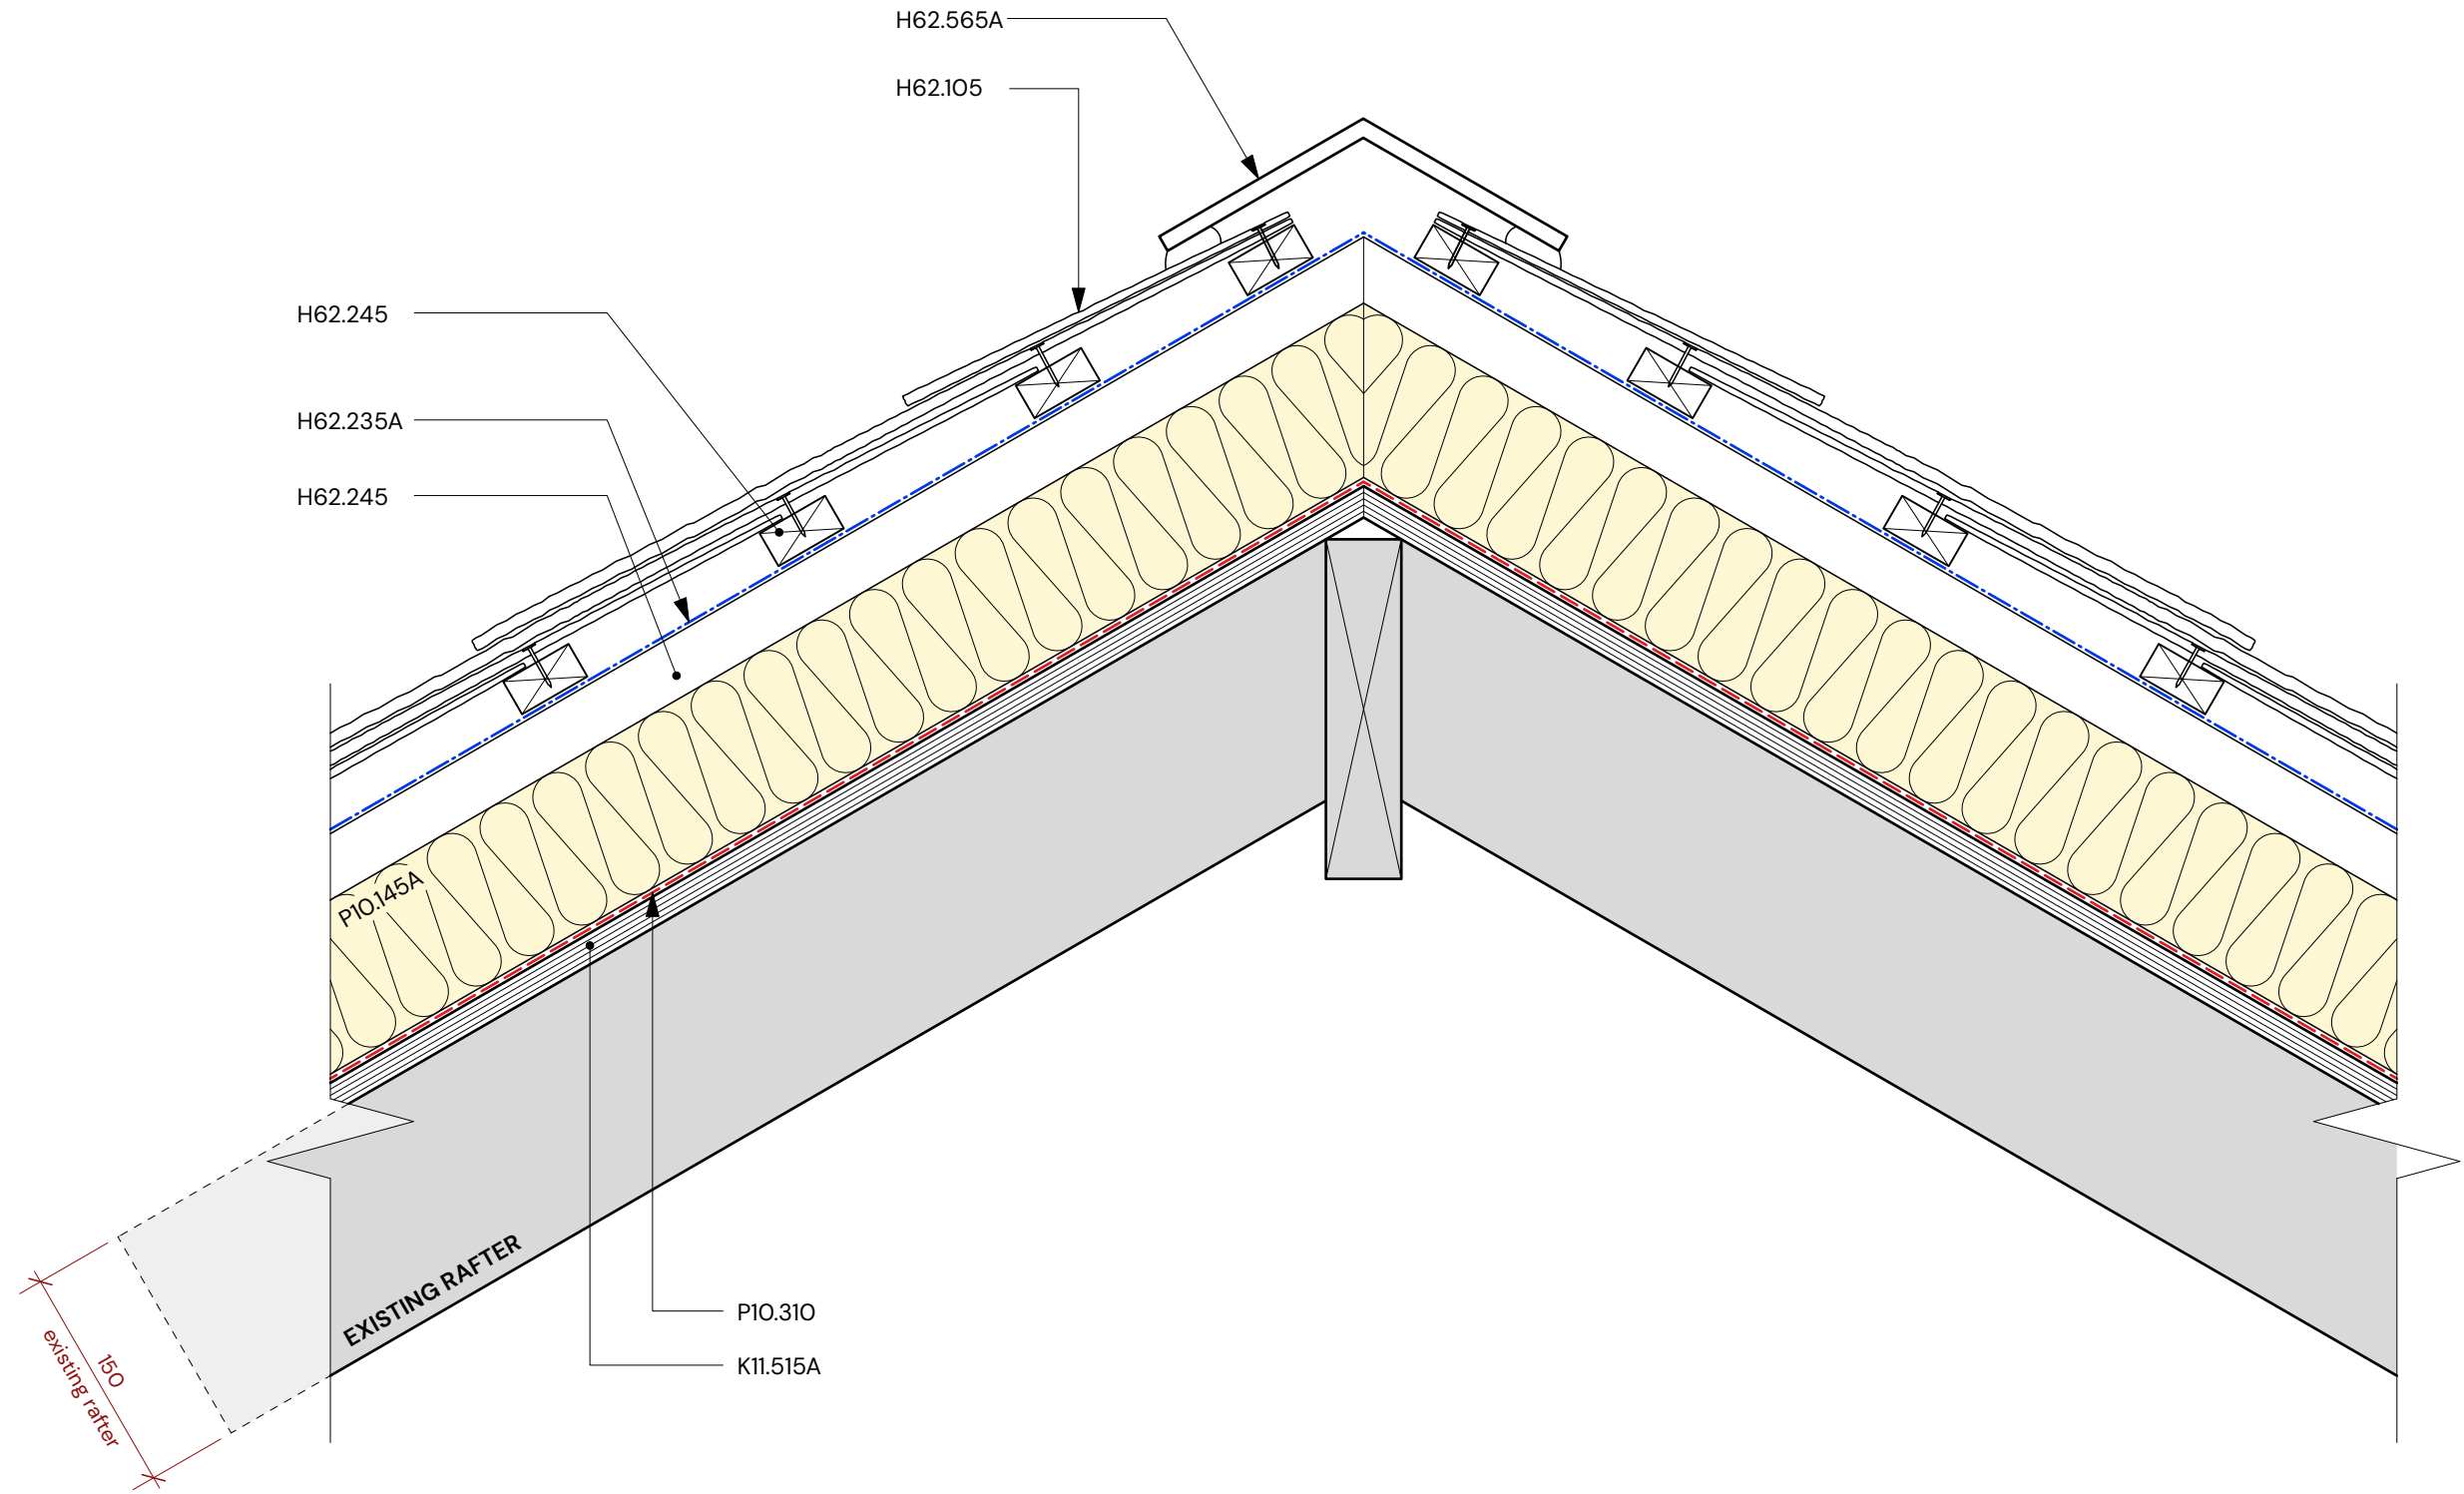 H62.565A
H62.105
H62.245
H62.235A
H62.245
P10.145A
EXISTING RAFTER
150
existing rafter
P10.310
K11.515A